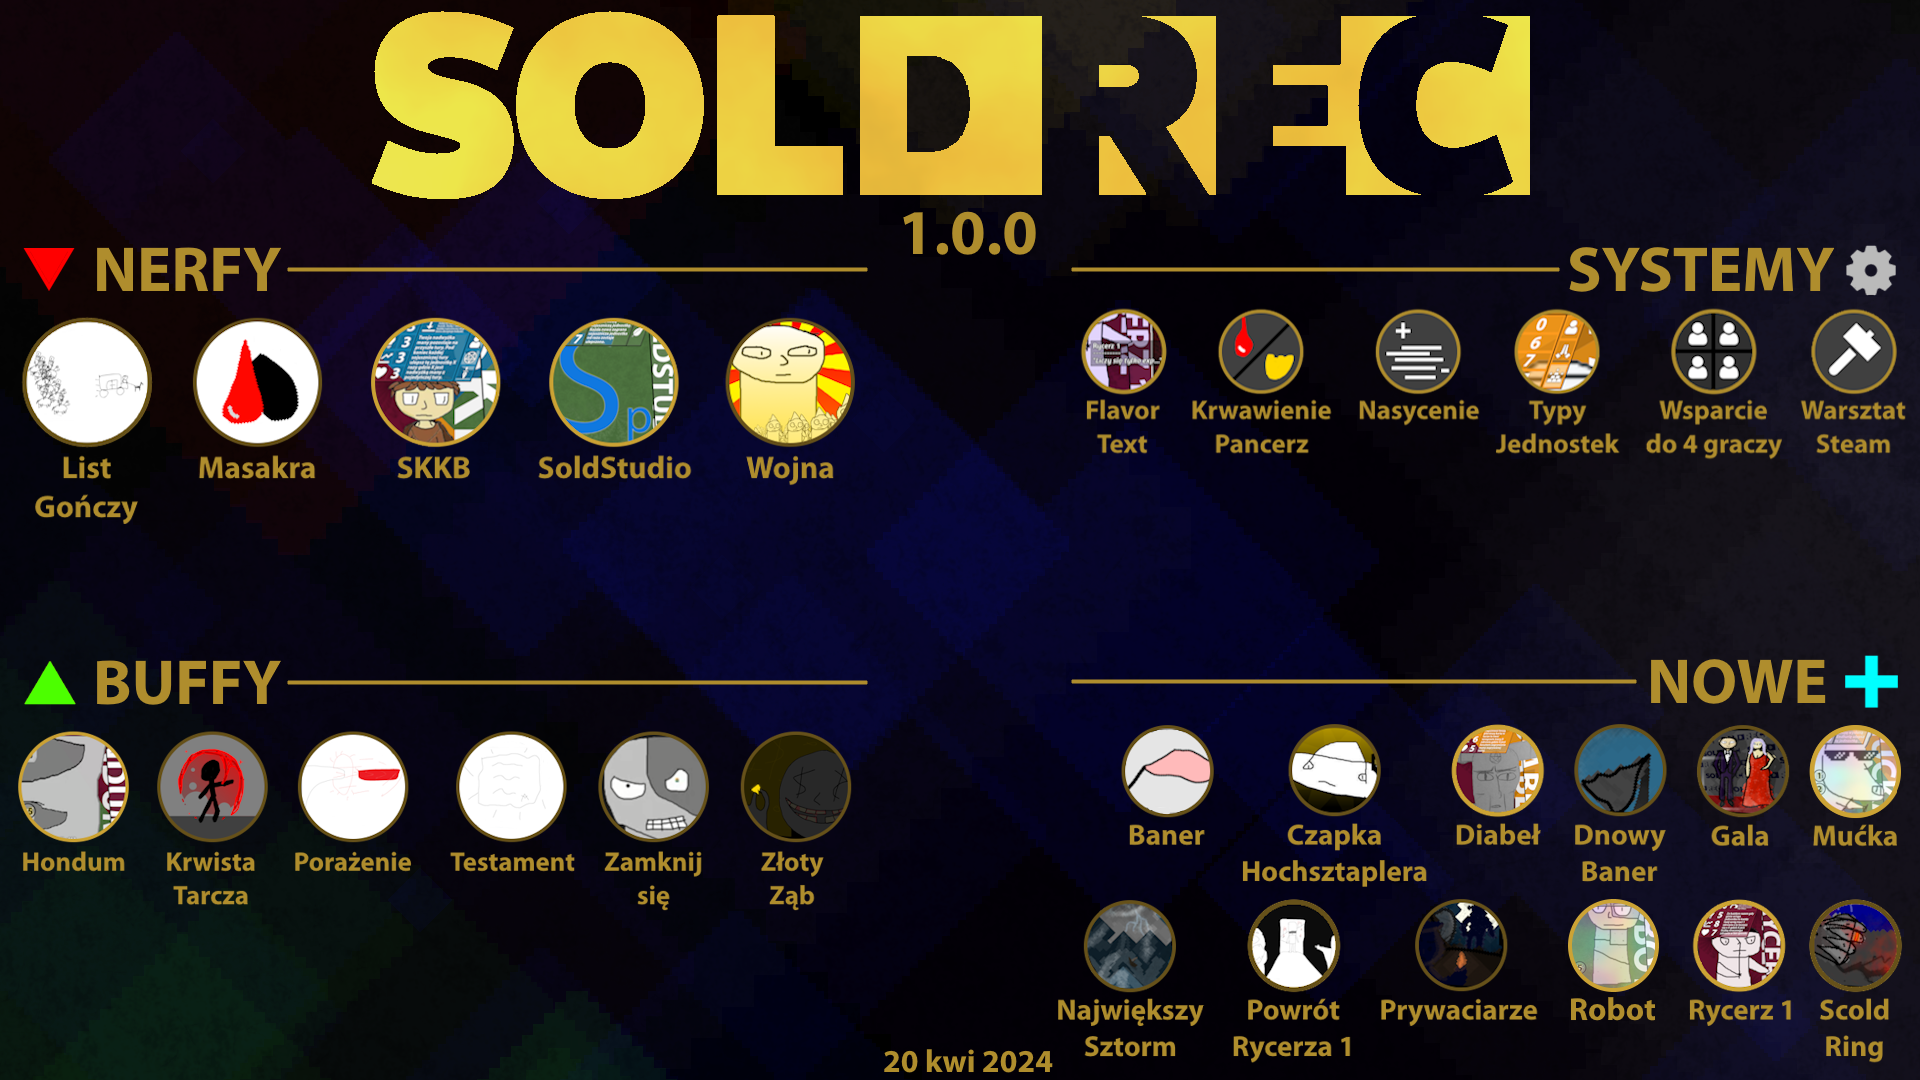 SOLD REC
1.0.0
NERFY
List
Gończy
Masakra
SKKB
SoldStudio
Wojna
SYSTEMY
Flavor
Text
Krwawienie
Pancerz
Nasycenie
Typy
Jednostek
Wsparcie
do 4 graczy
Warsztat
Steam
BUFFY
Hondum
Krwista
Tarcza
Porażenie
Testament
Zamknij
się
Złoty
Ząb
NOWE
Baner
Czapka
Hochsztaplera
Diabeł
Dnowy
Baner
Gala
Mućka
Największy
Sztorm
Powrót
Rycerza 1
Prywaciarze
Robot
Rycerz 1
Scold
Ring
20 kwi 2024